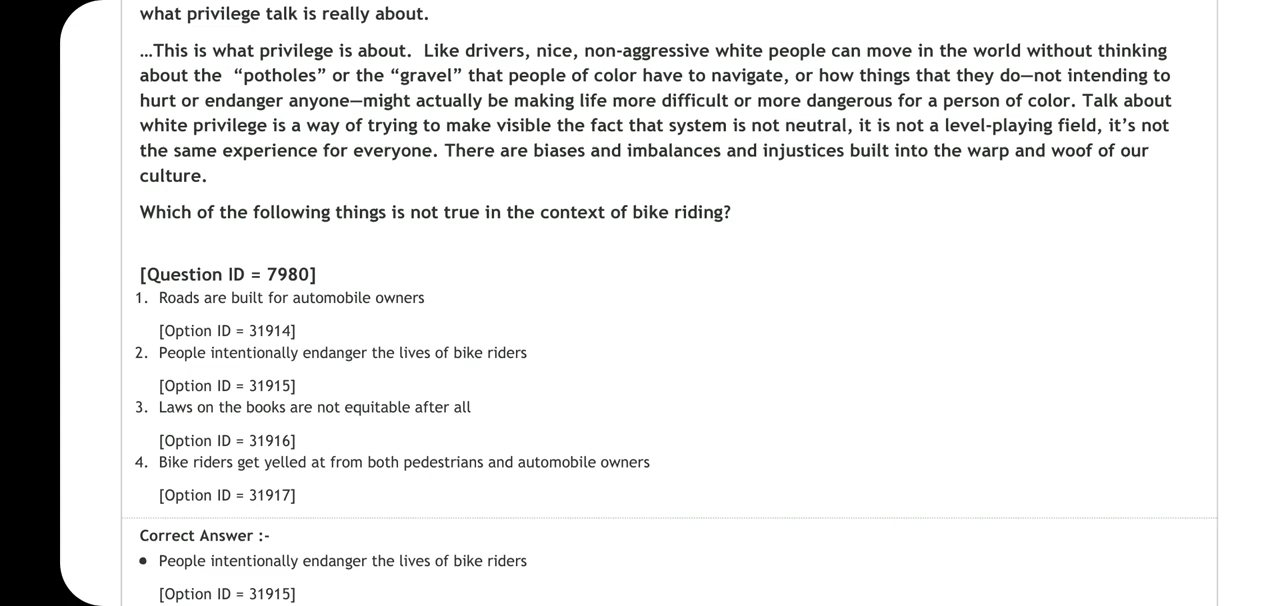 what privilege talk is really about.
…This is what privilege is about.  Like drivers, nice, non-aggressive white people can move in the world without thinking
about the  “potholes” or the “gravel” that people of color have to navigate, or how things that they do—not intending to
hurt or endanger anyone—might actually be making life more difficult or more dangerous for a person of color. Talk about
white privilege is a way of trying to make visible the fact that system is not neutral, it is not a level-playing field, it’s not
the same experience for everyone. There are biases and imbalances and injustices built into the warp and woof of our
culture.
Which of the following things is not true in the context of bike riding?
[Question ID = 7980]
1. Roads are built for automobile owners
[Option ID = 31914]
2. People intentionally endanger the lives of bike riders
[Option ID = 31915]
3. Laws on the books are not equitable after all
[Option ID = 31916]
4. Bike riders get yelled at from both pedestrians and automobile owners
[Option ID = 31917]
Correct Answer :-
• People intentionally endanger the lives of bike riders
[Option ID = 31915]